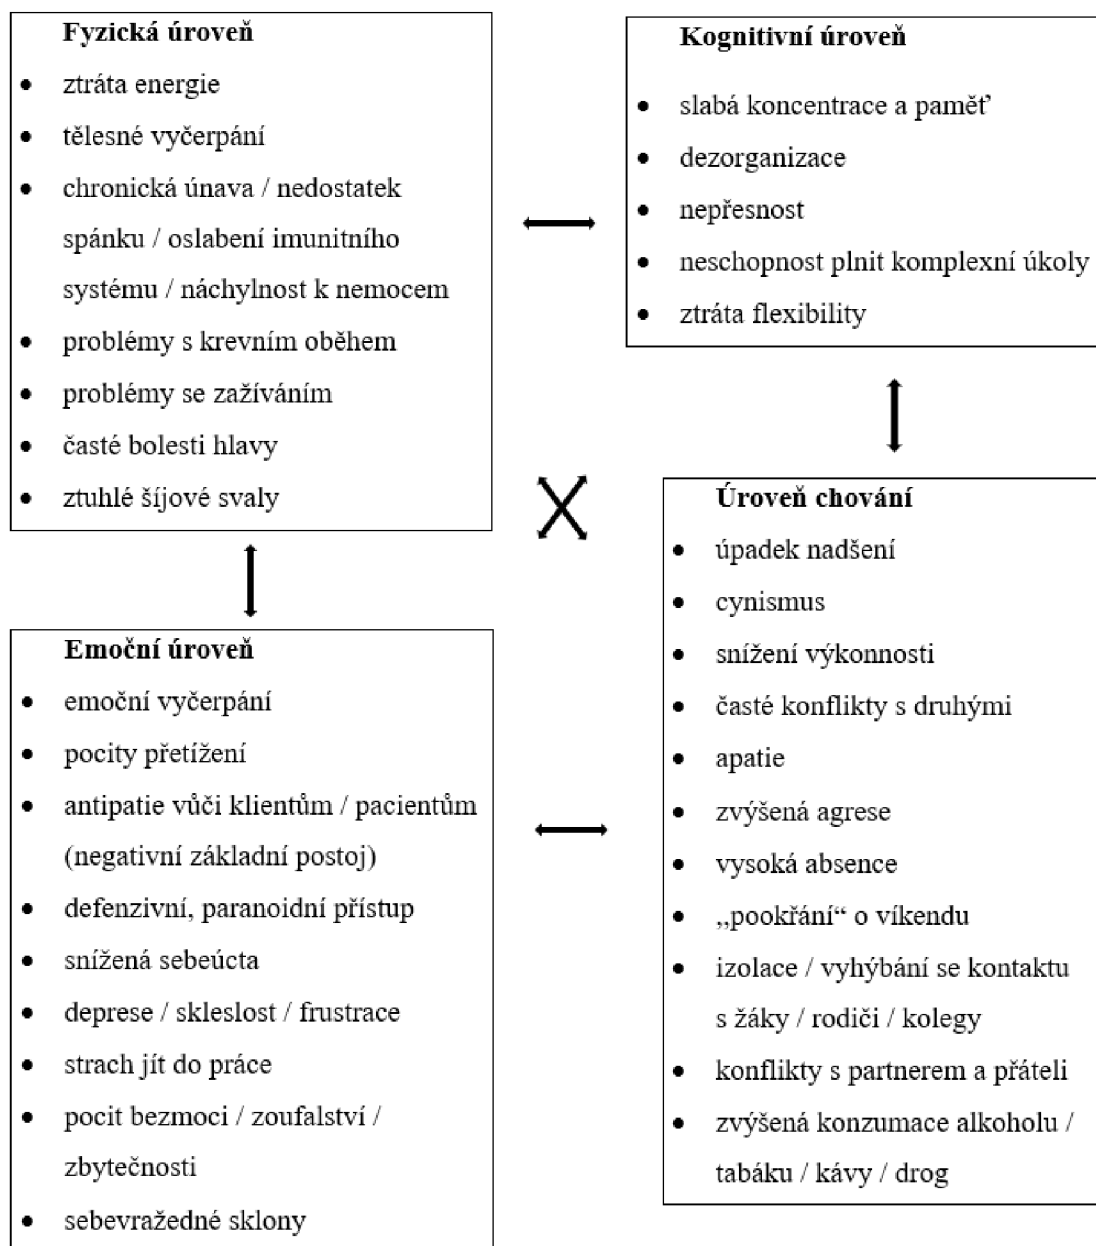 Fyzická úroveň
• ztráta energie
• tělesné vyčerpání
• chronická únava / nedostatek
spánku / oslabení imunitního
systému / náchylnost k nemocem
• problémy s krevním oběhem
• problémy se zažíváním
• časté bolesti hlavy
• ztuhlé šíjové svaly
Kognitivní úroveň
• slabá koncentrace a paměť
• dezorganizace
• nepřesnost
• neschopnost plnit komplexní úkoly
• ztráta flexibility
Emoční úroveň
• emoční vyčerpání
• pocity přetížení
• antipatie vůči klientům / pacientům
(negativní základní postoj)
• defenzivní, paranoidní přístup
• snížená sebeúcta
• deprese / skleslost / frustrace
• strach jít do práce
• pocit bezmoci / zoufalství /
zbytečnosti
• sebevražedné sklony
Úroveň chování
• úpadek nadšení
• cynismus
• snížení výkonnosti
• časté konflikty s druhými
• apatie
• zvýšená agrese
• vysoká absence
• „pookřání“ o víkendu
• izolace / vyhýbání se kontaktu
s žáky / rodiči / kolegy
• konflikty s partnerem a přáteli
• zvýšená konzumace alkoholu /
tabáku / kávy / drog